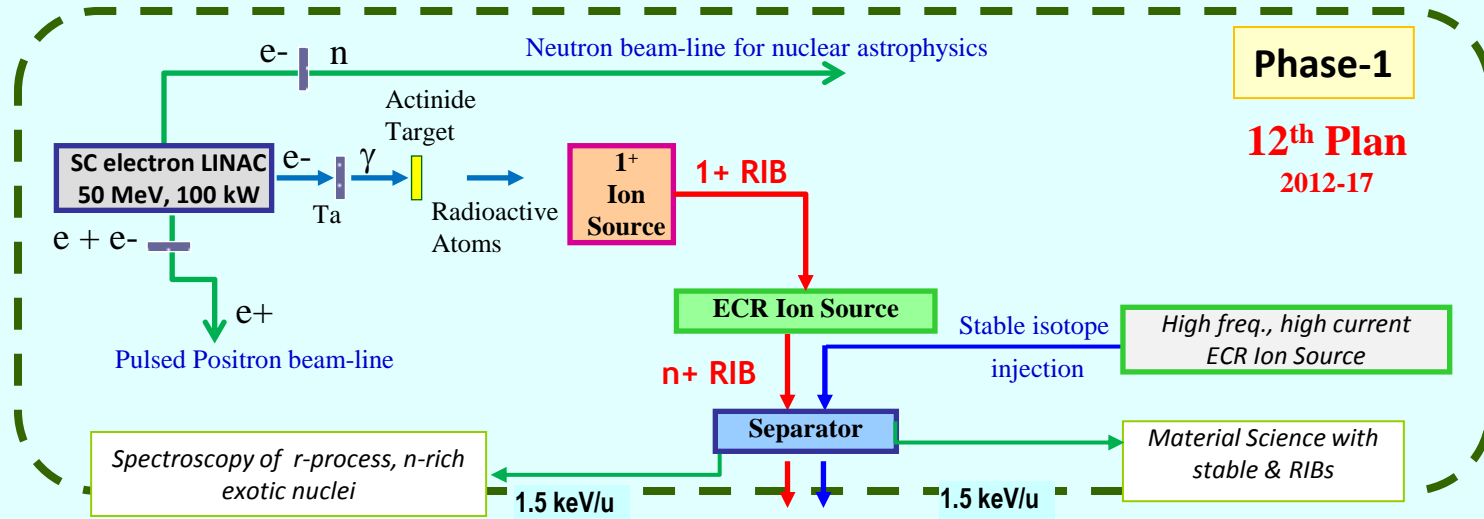 e- n
Neutron beam-line for nuclear astrophysics
Phase-1
12th Plan
2012-17
SC electron LINAC
50 MeV, 100 kW
e-
Ta
γ
Actinide
Target
Radioactive
Atoms
1+
Ion
Source
1+ RIB
e + e-
e+
Pulsed Positron beam-line
ECR Ion Source
Stable isotope
injection
High freq., high current
ECR Ion Source
n+ RIB
Separator
Spectroscopy of r-process, n-rich
exotic nuclei
1.5 keV/u
1.5 keV/u
Material Science with
stable & RIBs